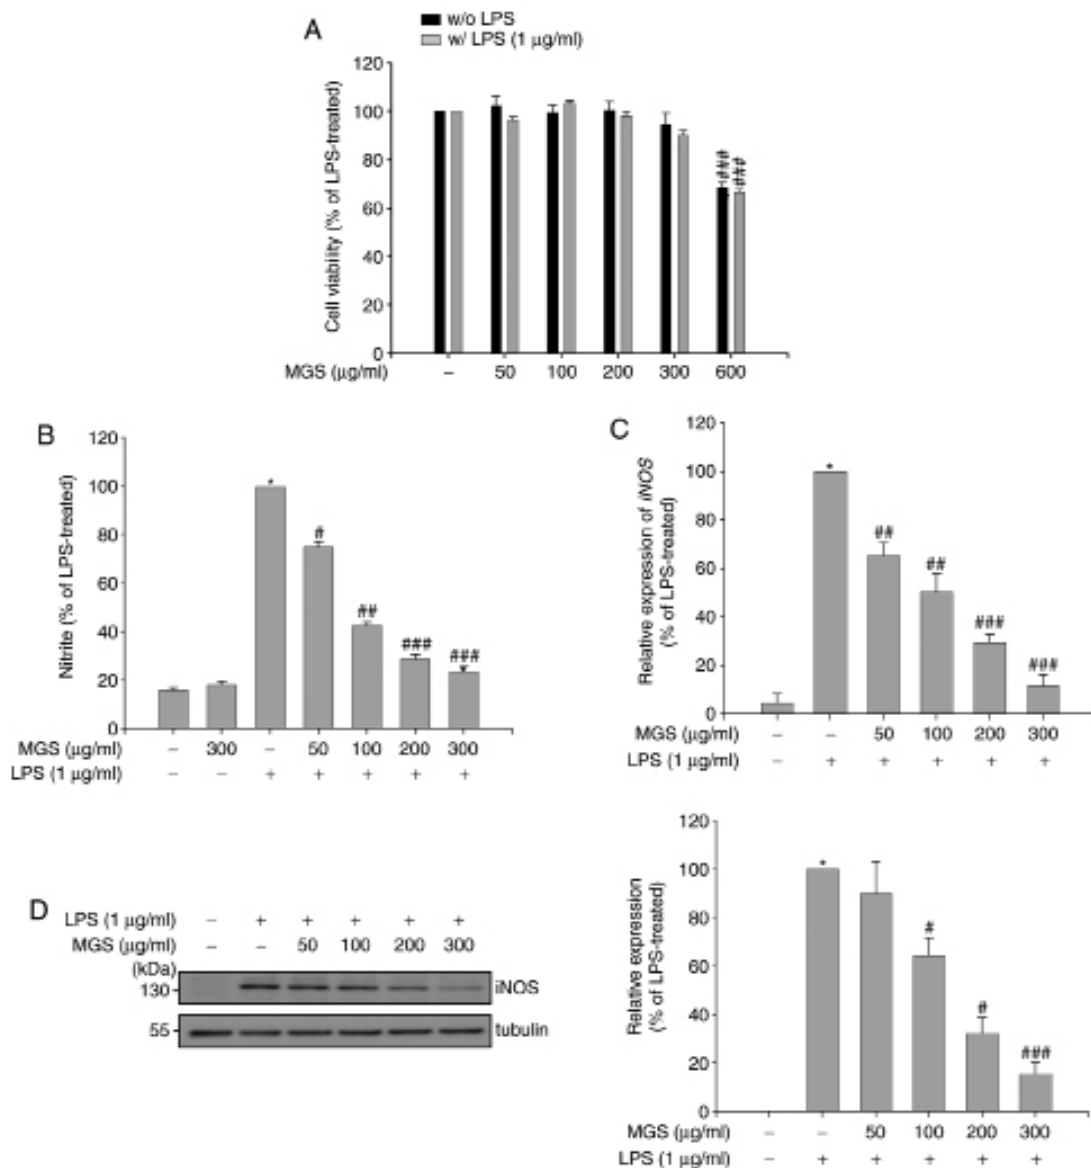 A
w/o LPS
w/ LPS (1 µg/ml)
Cell viability (% of LPS-treated)
120
100
80
60
40
20
0
### ###
MGS (µg/ml) – 50 100 200 300 600
B
Nitrite (% of LPS-treated)
120
100
80
60
40
20
0
* # ## ### ###
MGS (µg/ml) – 300 – 50 100 200 300
LPS (1 µg/ml) – – + + + + +
C
Relative expression of iNOS
(% of LPS-treated)
120
100
80
60
40
20
0
* ## ## ### ###
MGS (µg/ml) – – 50 100 200 300
LPS (1 µg/ml) – + + + + +
D
LPS (1 µg/ml) – + + + + +
MGS (µg/ml) – – 50 100 200 300
(kDa)
130 iNOS
55 tubulin
Relative expression
(% of LPS-treated)
120
100
80
60
40
20
0
* # # ###
MGS (µg/ml) – – 50 100 200 300
LPS (1 µg/ml) – + + + + +